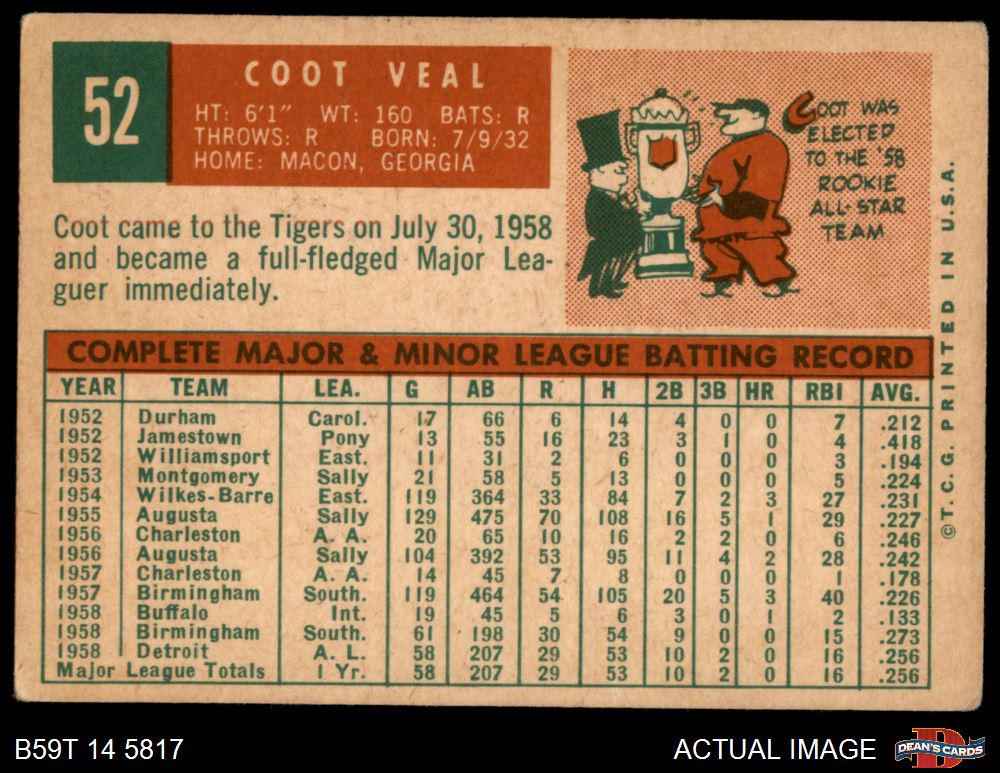 52
COOT VEAL
HT: 6'1" WT: 160 BATS: R
THROWS: R BORN: 7/9/32
HOME: MACON, GEORGIA
COOT WAS
ELECTED
TO THE '58
ROOKIE
ALL-STAR
TEAM
Coot came to the Tigers on July 30, 1958
and became a full-fledged Major Lea-
guer immediately.
COMPLETE MAJOR & MINOR LEAGUE BATTING RECORD
YEAR TEAM LEA. G AB R H 2B 3B HR RBI AVG.
1952 Durham Carol. 17 66 6 14 4 0 0 7 .212
1952 Jamestown Pony 13 55 16 23 3 1 0 4 .418
1952 Williamsport East. 11 31 2 6 0 0 0 3 .194
1953 Montgomery Sally 21 58 5 13 0 0 0 5 .224
1954 Wilkes-Barre East. 119 364 33 84 7 2 3 27 .231
1955 Augusta Sally 129 475 70 108 16 5 1 29 .227
1956 Charleston A. A. 20 65 10 16 2 2 0 6 .246
1956 Augusta Sally 104 392 53 95 11 4 2 28 .242
1957 Charleston A. A. 14 45 7 8 0 0 0 1 .178
1957 Birmingham South. 119 464 54 105 20 5 3 40 .226
1958 Buffalo Int. 19 45 5 6 3 0 1 2 .133
1958 Birmingham South. 61 198 30 54 9 0 0 15 .273
1958 Detroit A. L. 58 207 29 53 10 2 0 16 .256
Major League Totals 1 Yr. 58 207 29 53 10 2 0 16 .256
© T. C. G. PRINTED IN U. S. A.
B59T 14 5817
ACTUAL IMAGE
D
DEAN'S CARDS